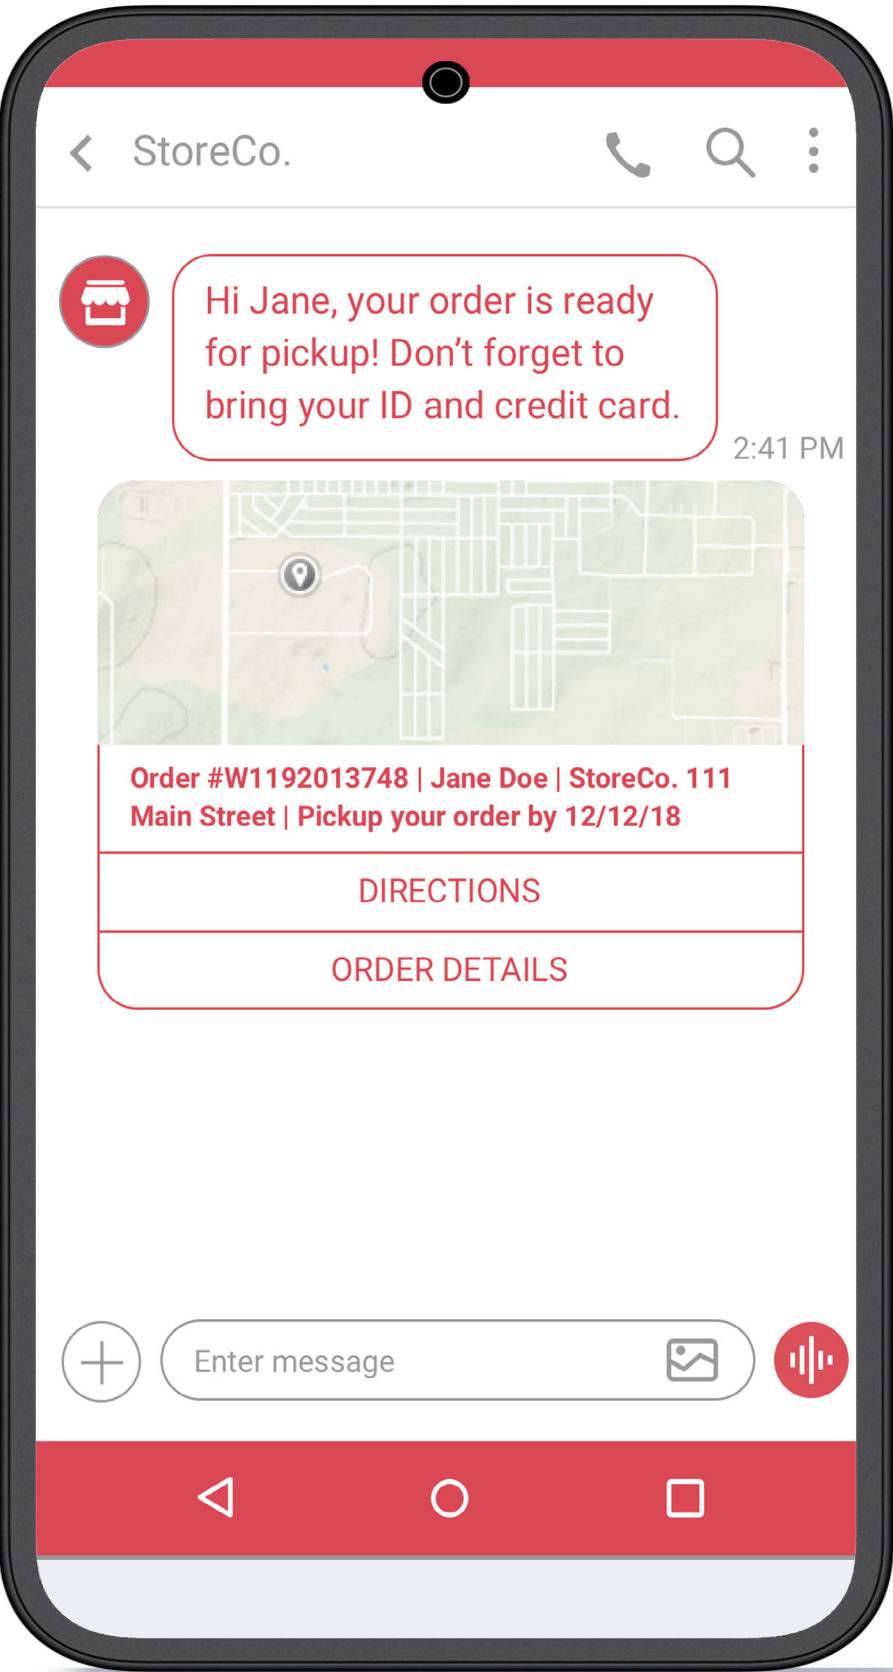 StoreCo.
Hi Jane, your order is ready
for pickup! Don’t forget to
bring your ID and credit card.
2:41 PM
Order #W1192013748 | Jane Doe | StoreCo. 111
Main Street | Pickup your order by 12/12/18
DIRECTIONS
ORDER DETAILS
Enter message